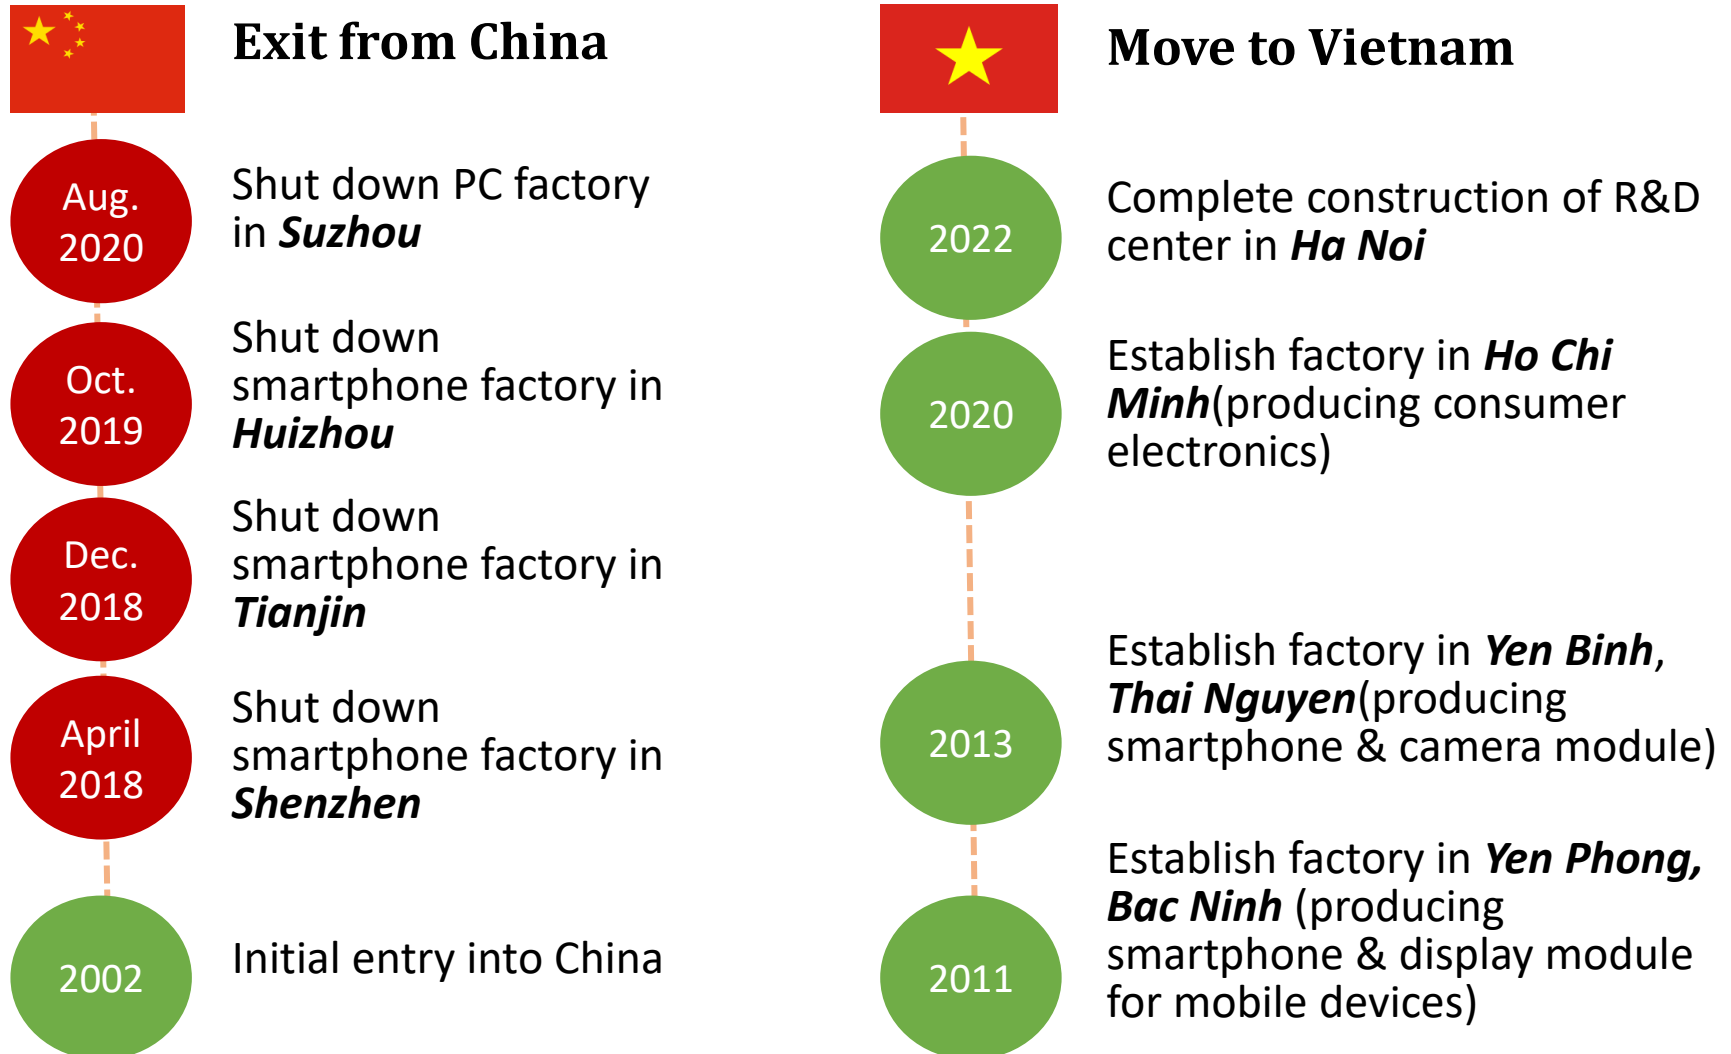 Exit from China
Aug.
2020
Shut down PC factory
in Suzhou
Oct.
2019
Shut down
smartphone factory in
Huizhou
Dec.
2018
Shut down
smartphone factory in
Tianjin
April
2018
Shut down
smartphone factory in
Shenzhen
2002
Initial entry into China
Move to Vietnam
2022
Complete construction of R&D
center in Ha Noi
2020
Establish factory in Ho Chi
Minh(producing consumer
electronics)
2013
Establish factory in Yen Binh,
Thai Nguyen(producing
smartphone & camera module)
2011
Establish factory in Yen Phong,
Bac Ninh (producing
smartphone & display module
for mobile devices)